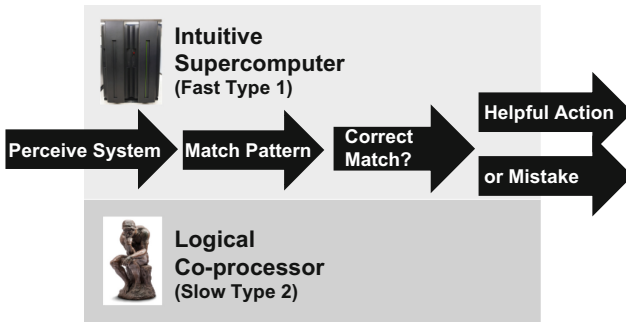 Intuitive
Supercomputer
(Fast Type 1)
Perceive System
Match Pattern
Correct
Match?
Helpful Action
or Mistake
Logical
Co-processor
(Slow Type 2)